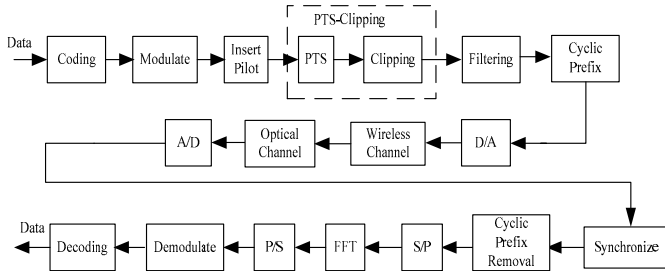 PTS-Clipping
Data
Coding
Modulate
Insert
Pilot
PTS
Clipping
Filtering
Cyclic
Prefix
A/D
Optical
Channel
Wireless
Channel
D/A
Data
Decoding
Demodulate
P/S
FFT
S/P
Cyclic
Prefix
Removal
Synchronize